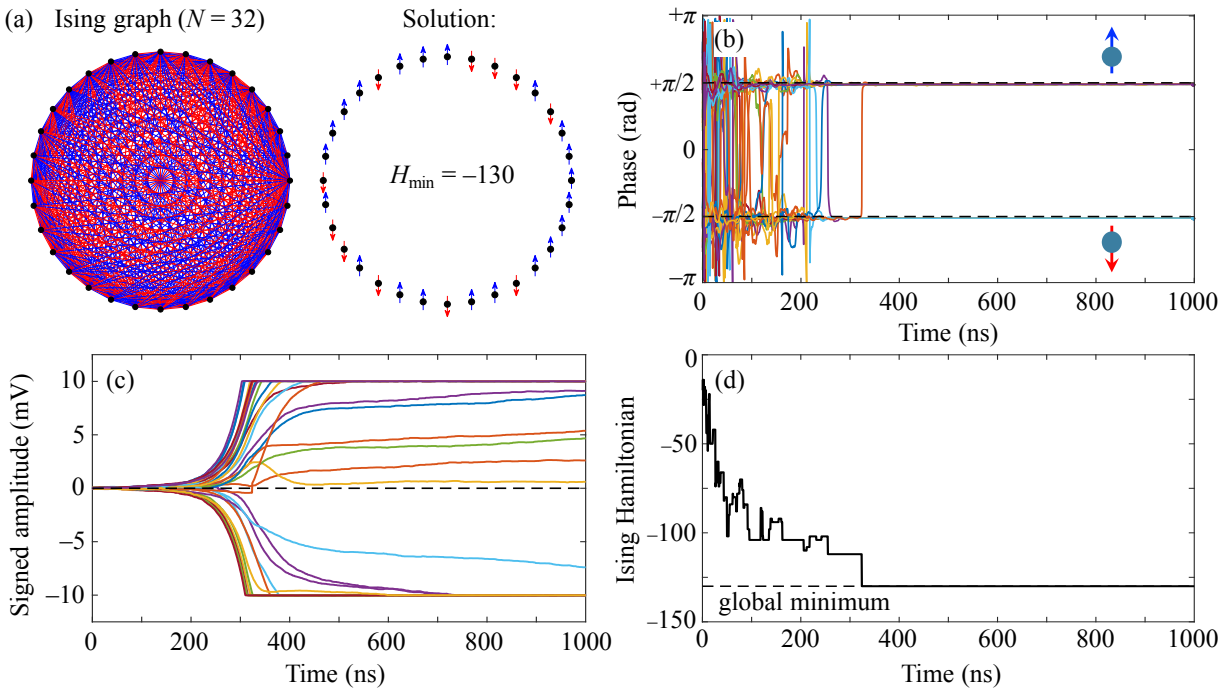 (a) Ising graph (N = 32) Solution:
H_min = –130
(b)
+π
+π/2
0
–π/2
–π
Phase (rad)
0 200 400 600 800 1000
Time (ns)
(c)
10
5
0
–5
–10
Signed amplitude (mV)
0 200 400 600 800 1000
Time (ns)
(d)
0
–50
–100
–150
Ising Hamiltonian
global minimum
0 200 400 600 800 1000
Time (ns)